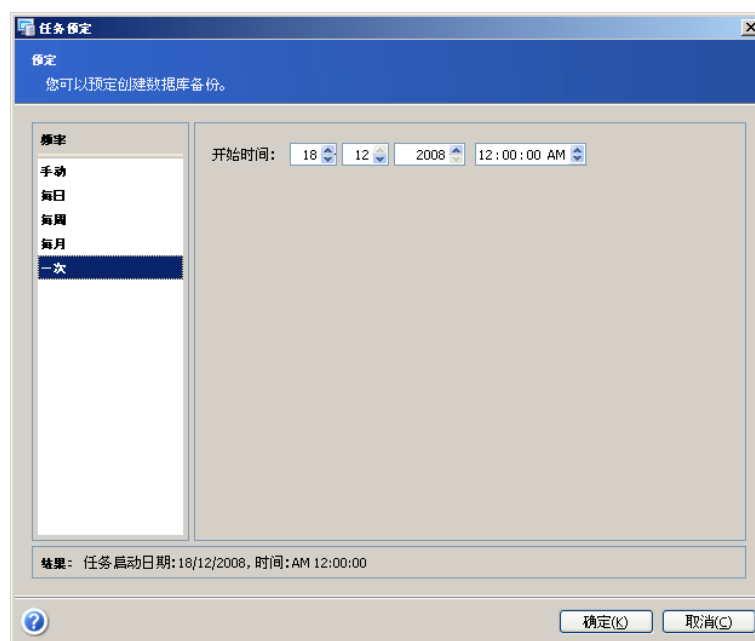 任务预定
预定
您可以预定创建数据库备份。
频率
手动
每日
每周
每月
一次
开始时间: 18 12 2008 12:00:00 AM
结果: 任务启动日期:18/12/2008, 时间:AM 12:00:00
确定(K) 取消(C)